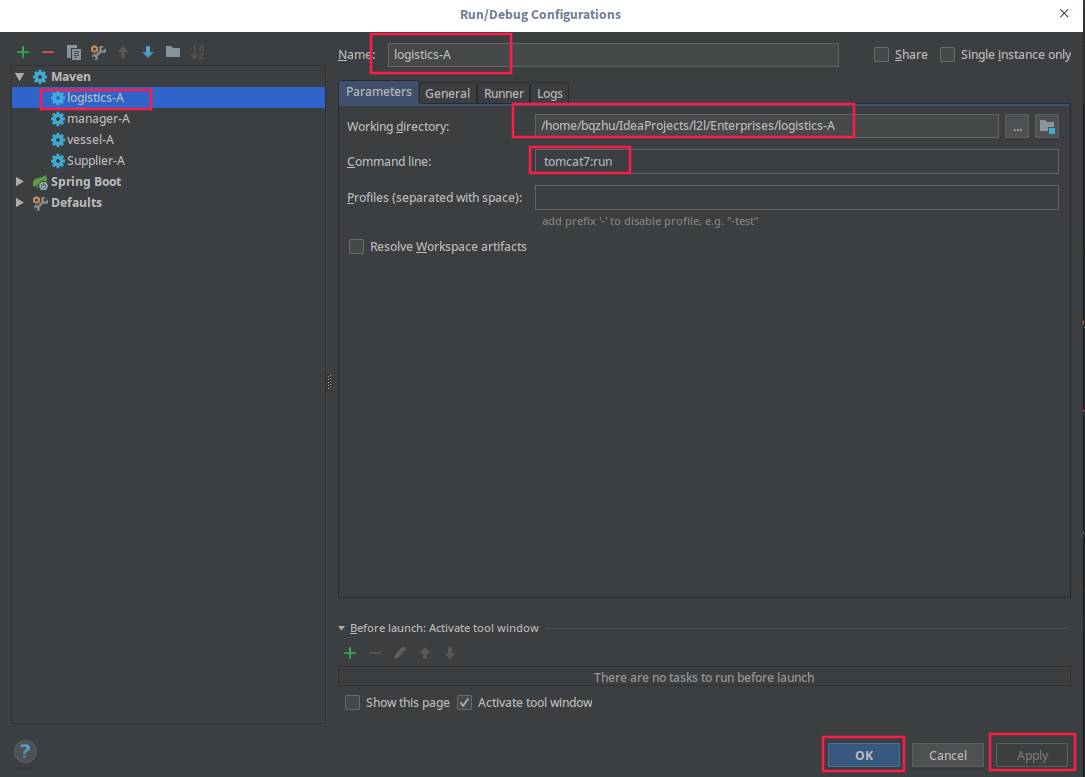 Run/Debug Configurations
Name: logistics-A Share Single instance only
Maven
logistics-A
manager-A
vessel-A
Supplier-A
Spring Boot
Defaults
Parameters General Runner Logs
Working directory: /home/bqzhu/IdeaProjects/l2l/Enterprises/logistics-A ...
Command line: tomcat7:run
Profiles (separated with space):
add prefix '-' to disable profile, e.g. "-test"
Resolve Workspace artifacts
Before launch: Activate tool window
There are no tasks to run before launch
Show this page Activate tool window
? OK Cancel Apply